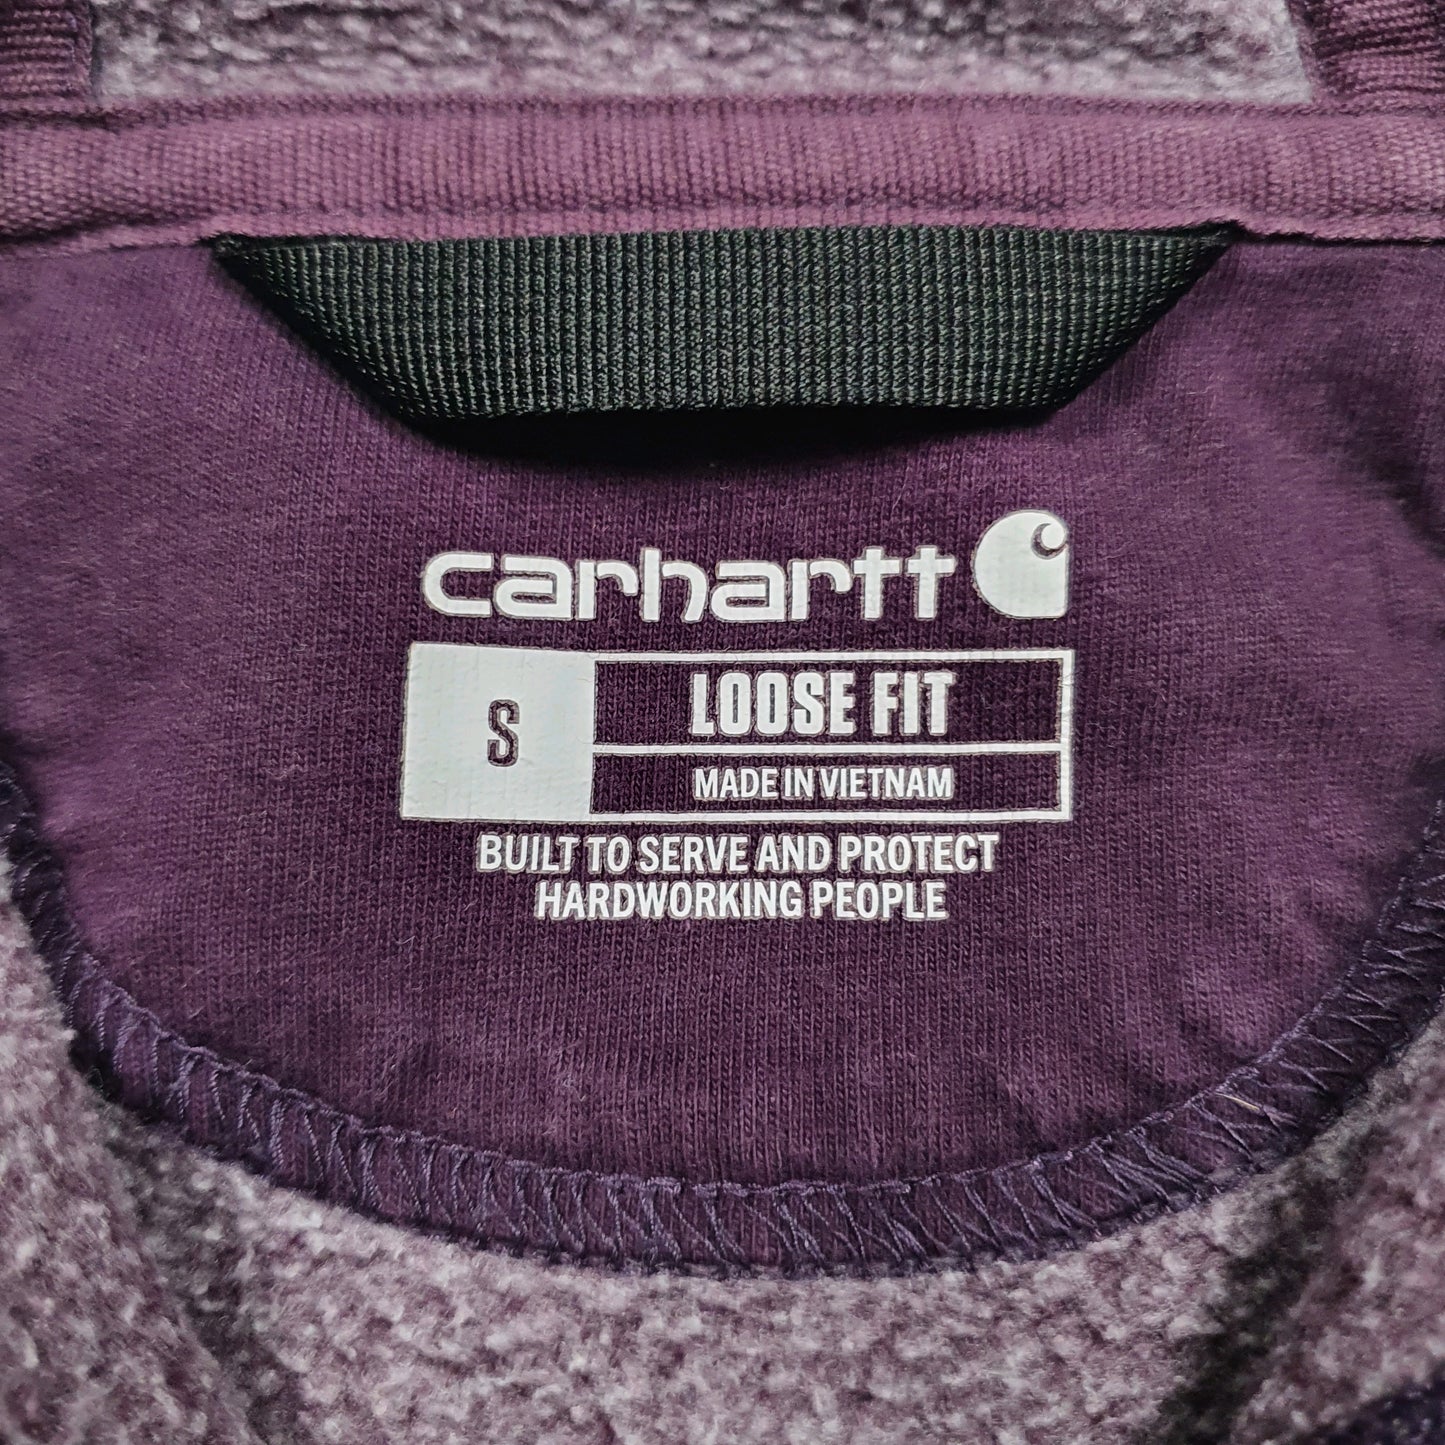 carhartt
S
LOOSE FIT
MADE IN VIETNAM
BUILT TO SERVE AND PROTECT
HARDWORKING PEOPLE